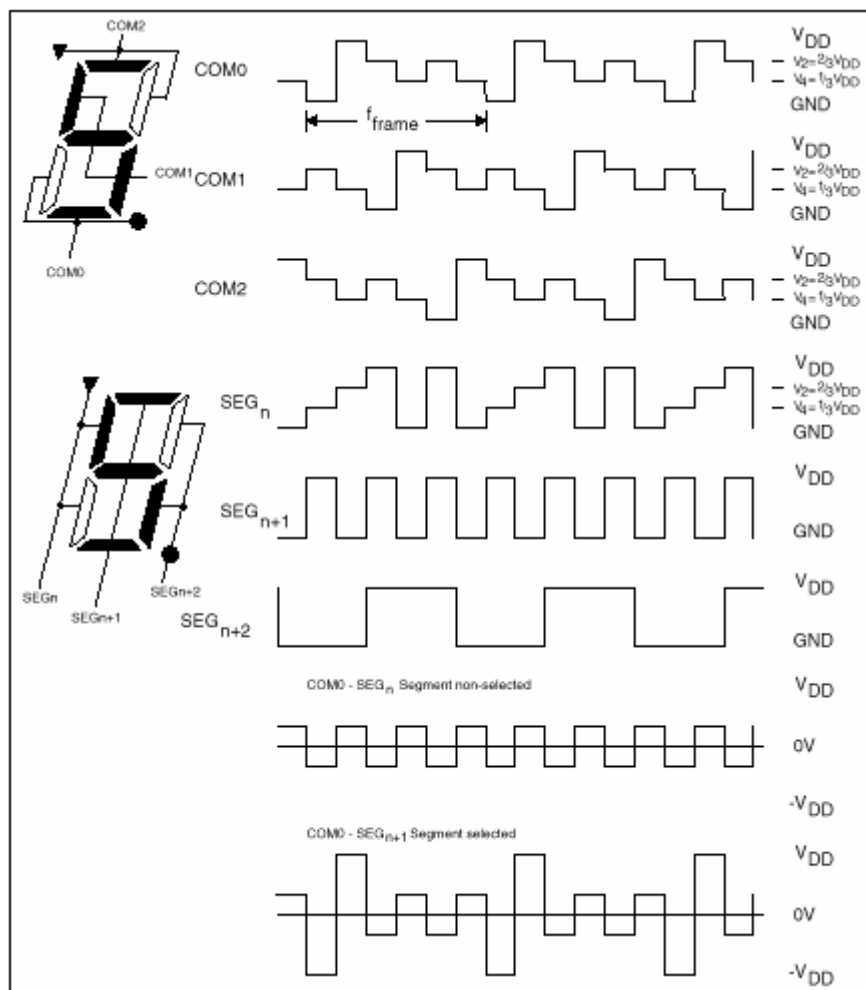 COM2
COM0
VDD
V2=2/3VDD
V4=1/3VDD
GND
fframe
COM1
COM1
VDD
V2=2/3VDD
V4=1/3VDD
GND
COM0
COM2
VDD
V2=2/3VDD
V4=1/3VDD
GND
SEGn
VDD
V2=2/3VDD
V4=1/3VDD
GND
SEGn+1
VDD
GND
SEGn
SEGn+1
SEGn+2
SEGn+2
VDD
GND
COM0 - SEGn Segment non-selected
VDD
0V
-VDD
COM0 - SEGn+1 Segment selected
VDD
0V
-VDD